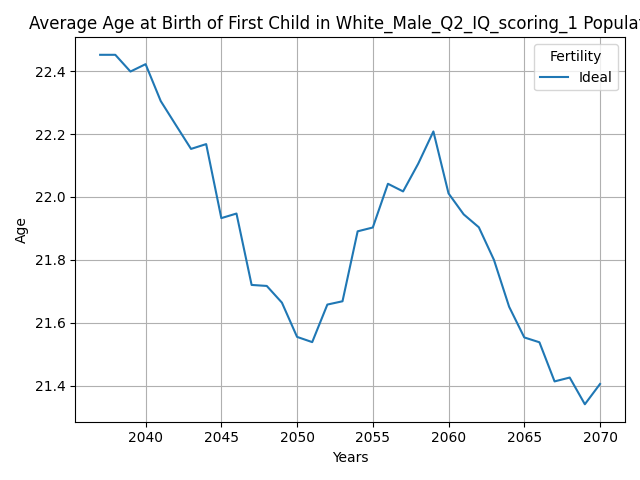 Average Age at Birth of First Child in White_Male_Q2_IQ_scoring_1 Populat
Fertility
Ideal
22.4
22.2
22.0
21.8
21.6
21.4
Age
2040 2045 2050 2055 2060 2065 2070
Years